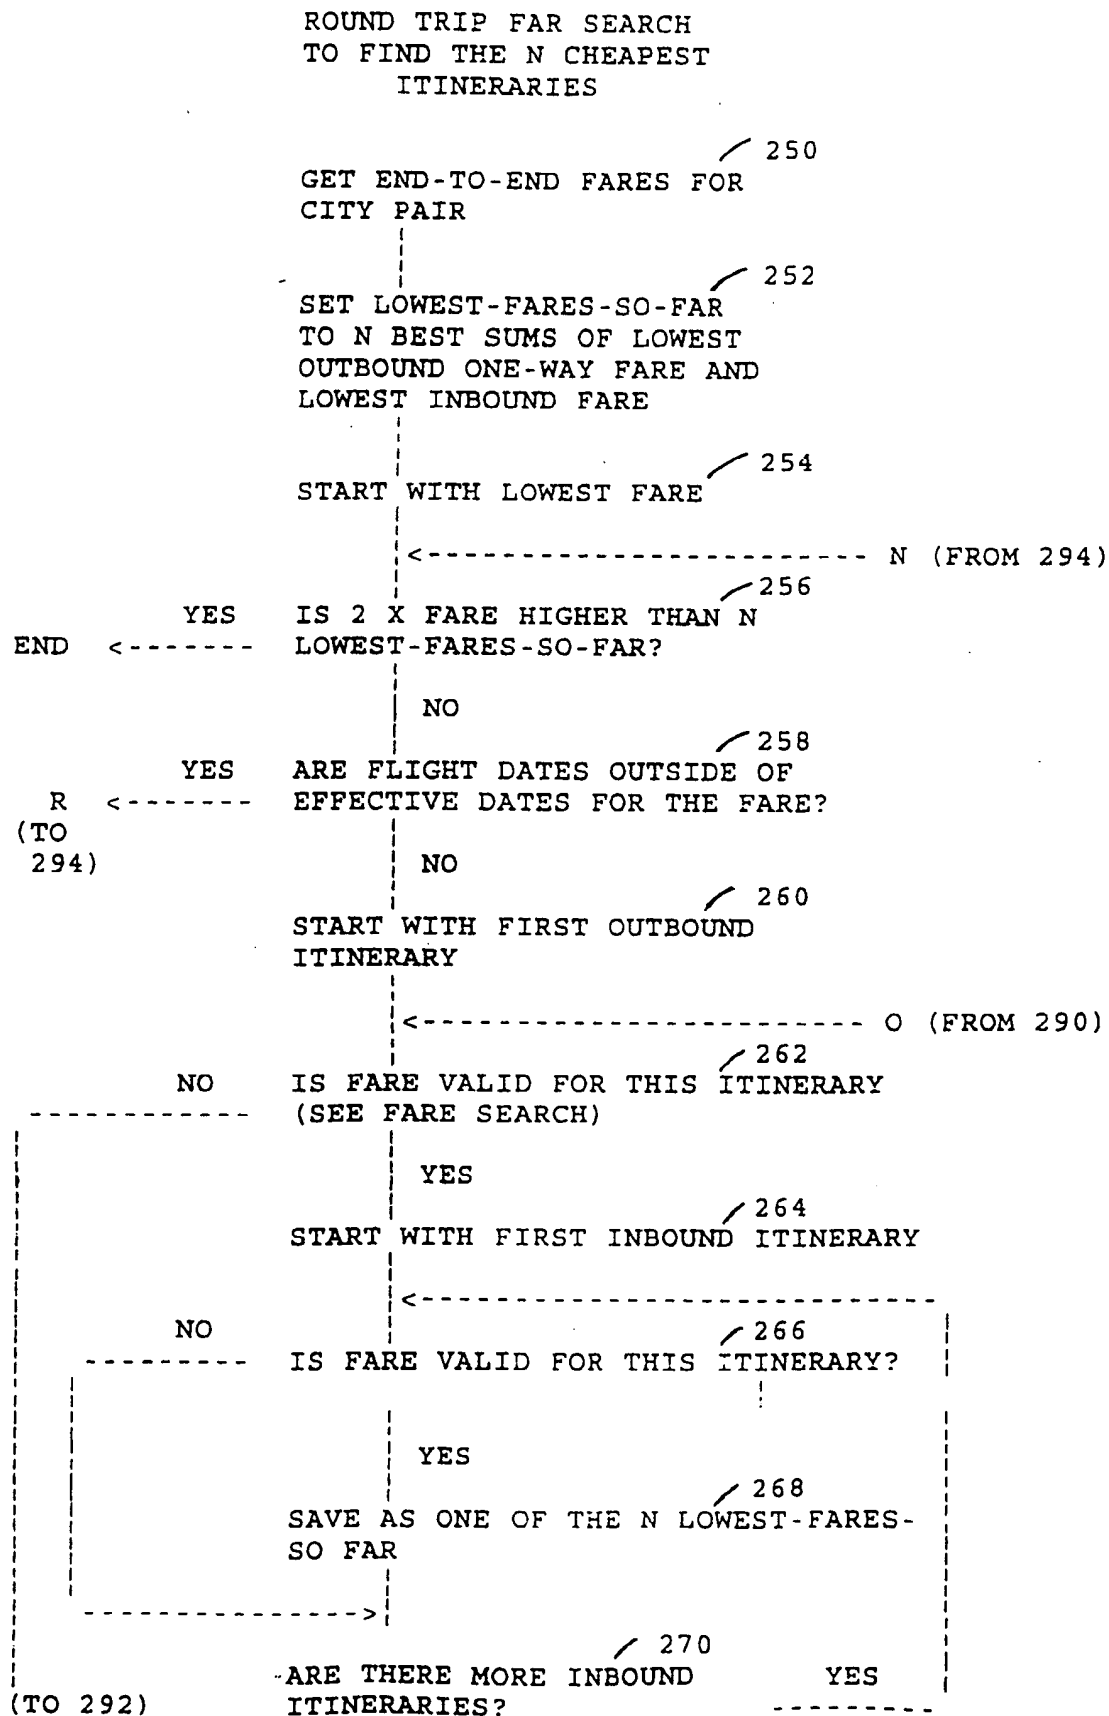 ROUND TRIP FAR SEARCH
TO FIND THE N CHEAPEST
ITINERARIES
250
GET END-TO-END FARES FOR
CITY PAIR
252
SET LOWEST-FARES-SO-FAR
TO N BEST SUMS OF LOWEST
OUTBOUND ONE-WAY FARE AND
LOWEST INBOUND FARE
254
START WITH LOWEST FARE
N (FROM 294)
256
YES IS 2 X FARE HIGHER THAN N
END LOWEST-FARES-SO-FAR?
NO
258
YES ARE FLIGHT DATES OUTSIDE OF
R EFFECTIVE DATES FOR THE FARE?
(TO
294)
NO
260
START WITH FIRST OUTBOUND
ITINERARY
O (FROM 290)
262
NO IS FARE VALID FOR THIS ITINERARY
(SEE FARE SEARCH)
YES
264
START WITH FIRST INBOUND ITINERARY
NO 266
IS FARE VALID FOR THIS ITINERARY?
YES
268
SAVE AS ONE OF THE N LOWEST-FARES-
SO FAR
270
ARE THERE MORE INBOUND YES
(TO 292) ITINERARIES?